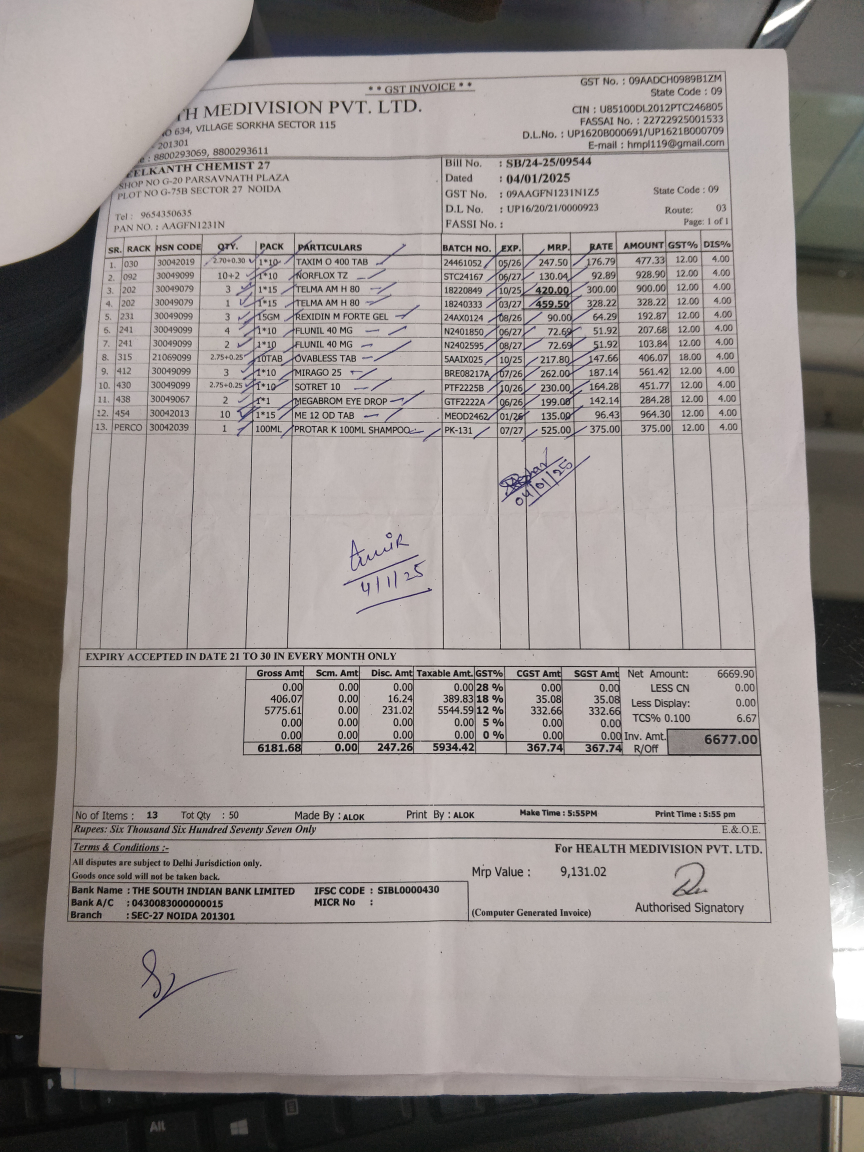 * * GST INVOICE * *
GST No. : 09AADCH0989B1ZM
State Code : 09
TH MEDIVISION PVT. LTD.
CIN : U85100DL2012PTC246805
NO 634, VILLAGE SORKHA SECTOR 115
FASSAI No. : 22722925001533
201301
D.L.No. : UP1620B000691/UP1621B000709
: 8800293069, 8800293611
E-mail : hmpl119@gmail.com
EELKANTH CHEMIST 27
SHOP NO G-20 PARSAVNATH PLAZA
PLOT NO G-75B SECTOR 27 NOIDA
Tel : 9654350635
PAN NO. : AAGFN1231N
Bill No. : SB/24-25/09544
Dated : 04/01/2025
GST No. : 09AAGFN1231N1Z5 State Code : 09
D.L No. : UP16/20/21/0000923 Route: 03
FASSI No. : Page: 1 of 1
SR. RACK HSN CODE QTY. PACK PARTICULARS BATCH NO. EXP. MRP. RATE AMOUNT GST% DIS%
1. 030 30042019 2.70+0.30 1*10 TAXIM O 400 TAB 24461052 05/26 247.50 176.79 477.33 12.00 4.00
2. 092 30049099 10+2 1*10 NORFLOX TZ STC24167 06/27 130.04 92.89 928.90 12.00 4.00
3. 202 30049079 3 1*15 TELMA AM H 80 18220849 10/25 420.00 300.00 900.00 12.00 4.00
4. 202 30049079 1 1*15 TELMA AM H 80 18240333 03/27 459.50 328.22 328.22 12.00 4.00
5. 231 30049099 3 15GM REXIDIN M FORTE GEL 24AX0124 08/26 90.00 64.29 192.87 12.00 4.00
6. 241 30049099 4 1*10 FLUNIL 40 MG N2401850 06/27 72.69 51.92 207.68 12.00 4.00
7. 241 30049099 2 1*10 FLUNIL 40 MG N2402595 08/27 72.69 51.92 103.84 12.00 4.00
8. 315 21069099 2.75+0.25 10TAB OVABLESS TAB SAAIX025 10/25 217.80 147.66 406.07 18.00 4.00
9. 412 30049099 3 1*10 MIRAGO 25 BRE08217A 07/26 262.00 187.14 561.42 12.00 4.00
10. 430 30049099 2.75+0.25 1*10 SOTRET 10 PTF2225B 10/26 230.00 164.28 451.77 12.00 4.00
11. 438 30049067 2 1*1 MEGABROM EYE DROP GTF2222A 06/26 199.00 142.14 284.28 12.00 4.00
12. 454 30042013 10 1*15 ME 12 OD TAB MEOD2462 01/26 135.00 96.43 964.30 12.00 4.00
13. PERCO 30042039 1 100ML PROTAR K 100ML SHAMPOO PK-131 07/27 525.00 375.00 375.00 12.00 4.00
04/01/25
Amir
4/1/25
EXPIRY ACCEPTED IN DATE 21 TO 30 IN EVERY MONTH ONLY
Gross Amt Scm. Amt Disc. Amt Taxable Amt. GST% CGST Amt SGST Amt
0.00 0.00 0.00 0.00 28 % 0.00 0.00
406.07 0.00 16.24 389.83 18 % 35.08 35.08
5775.61 0.00 231.02 5544.59 12 % 332.66 332.66
0.00 0.00 0.00 0.00 5 % 0.00 0.00
0.00 0.00 0.00 0.00 0 % 0.00 0.00
6181.68 0.00 247.26 5934.42 367.74 367.74
Net Amount: 6669.90
LESS CN 0.00
Less Display: 0.00
TCS% 0.100 6.67
Inv. Amt. 6677.00
R/Off
No of Items : 13 Tot Qty : 50 Made By : ALOK Print By : ALOK Make Time : 5:55PM Print Time : 5:55 pm
Rupees: Six Thousand Six Hundred Seventy Seven Only E.&.O.E.
Terms & Conditions :-
All disputes are subject to Delhi Jurisdiction only.
Goods once sold will not be taken back.
For HEALTH MEDIVISION PVT. LTD.
Mrp Value : 9,131.02
Bank Name : THE SOUTH INDIAN BANK LIMITED IFSC CODE : SIBL0000430
Bank A/C : 0430083000000015 MICR No :
Branch : SEC-27 NOIDA 201301
(Computer Generated Invoice)
Authorised Signatory
Alt